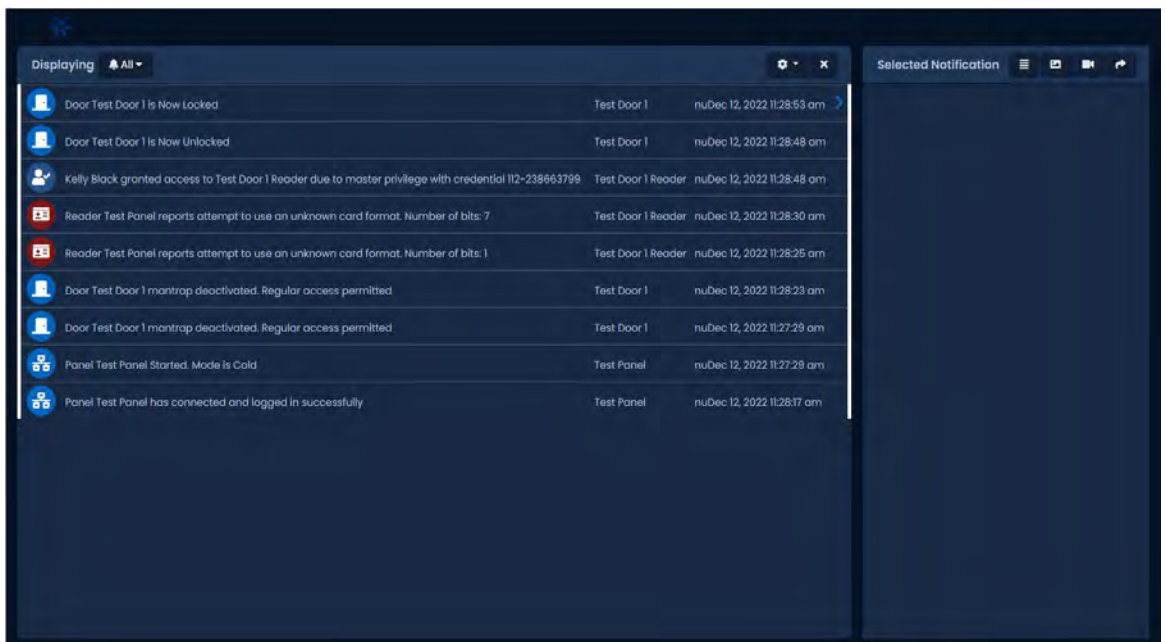 Displaying All Selected Notification
Door Test Door 1 is Now Locked Test Door 1 nuDec 12, 2022 11:28:53 am
Door Test Door 1 is Now Unlocked Test Door 1 nuDec 12, 2022 11:28:48 am
Kelly Black granted access to Test Door 1 Reader due to master privilege with credential 112-238663799 Test Door 1 Reader nuDec 12, 2022 11:28:48 am
Reader Test Panel reports attempt to use an unknown card format. Number of bits: 7 Test Door 1 Reader nuDec 12, 2022 11:28:30 am
Reader Test Panel reports attempt to use an unknown card format. Number of bits: 1 Test Door 1 Reader nuDec 12, 2022 11:28:25 am
Door Test Door 1 mantrap deactivated. Regular access permitted Test Door 1 nuDec 12, 2022 11:28:23 am
Door Test Door 1 mantrap deactivated. Regular access permitted Test Door 1 nuDec 12, 2022 11:27:29 am
Panel Test Panel Started. Mode is Cold Test Panel nuDec 12, 2022 11:27:29 am
Panel Test Panel has connected and logged in successfully Test Panel nuDec 12, 2022 11:28:17 am